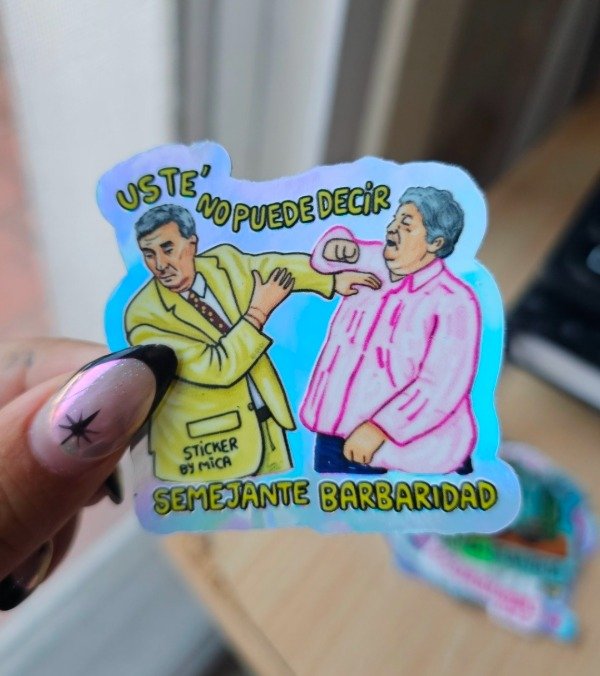 USTE' NO PUEDE DECIR
STICKER
BY MICA
SEMEJANTE BARBARIDAD